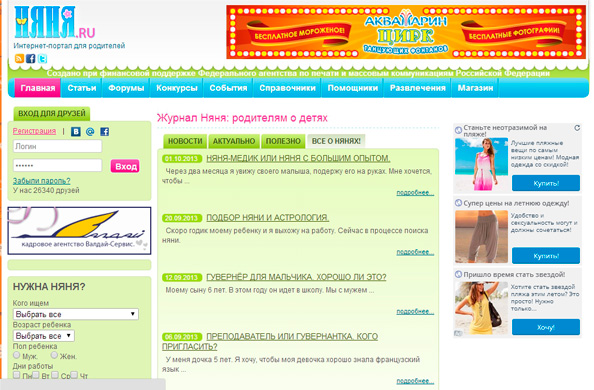 НЯНЯ.RU
Интернет-портал для родителей
БЕСПЛАТНОЕ МОРОЖЕНОЕ!
АКВАМАРИН
ЦИРК
ТАНЦУЮЩИХ ФОНТАНОВ
БЕСПЛАТНЫЕ ФОТОГРАФИИ!
Создано при финансовой поддержке Федерального агентства по печати и массовым коммуникациям Российской Федерации
Главная Статьи Форумы Конкурсы События Справочники Помощники Развлечения Магазин
ВХОД ДЛЯ ДРУЗЕЙ
Регистрация |
Логин
Вход
Забыли пароль?
У нас 26340 друзей
кадровое агентство Валдай-Сервис.
НУЖНА НЯНЯ?
Кого ищем
Выбрать все
Возраст ребенка
Выбрать все
Пол ребенка
Муж. Жен.
Дни работы
Пн Вт Ср Чт
Журнал Няня: родителям о детях
НОВОСТИ АКТУАЛЬНО ПОЛЕЗНО ВСЕ О НЯНЯХ!
01.10.2013 НЯНЯ-МЕДИК ИЛИ НЯНЯ С БОЛЬШИМ ОПЫТОМ.
Через два месяца я увижу своего малыша, подержу его на руках. Мне хочется,
чтобы ...
подробнее...
20.09.2013 ПОДБОР НЯНИ И АСТРОЛОГИЯ.
Скоро годик моему ребенку и я выхожу на работу. Сейчас в процессе поиска
няни.
подробнее...
12.09.2013 ГУВЕРНЁР ДЛЯ МАЛЬЧИКА. ХОРОШО ЛИ ЭТО?
Моему сыну 6 лет. В этом году он идет в школу. Мы с мужем ...
подробнее...
06.09.2013 ПРЕПОДАВАТЕЛЬ ИЛИ ГУВЕРНАНТКА. КОГО
ПРИГЛАСИТЬ?
У меня дочка 5 лет. Я хочу, чтобы моя девочка хорошо знала французский
язык ...
подробнее...
Станьте неотразимой на
пляже!
Лучшие пляжные
вещи по самым
низким ценам! Модная
одежда со скидкой!
Купить!
Супер цены на летнюю одежду!
Удобство и
сексуальность могут и
должны сочетаться!
Купить!
Пришло время стать звездой!
Хотите стать звездой
пляжа этим летом? Это
просто! Нужно
только...
Хочу!